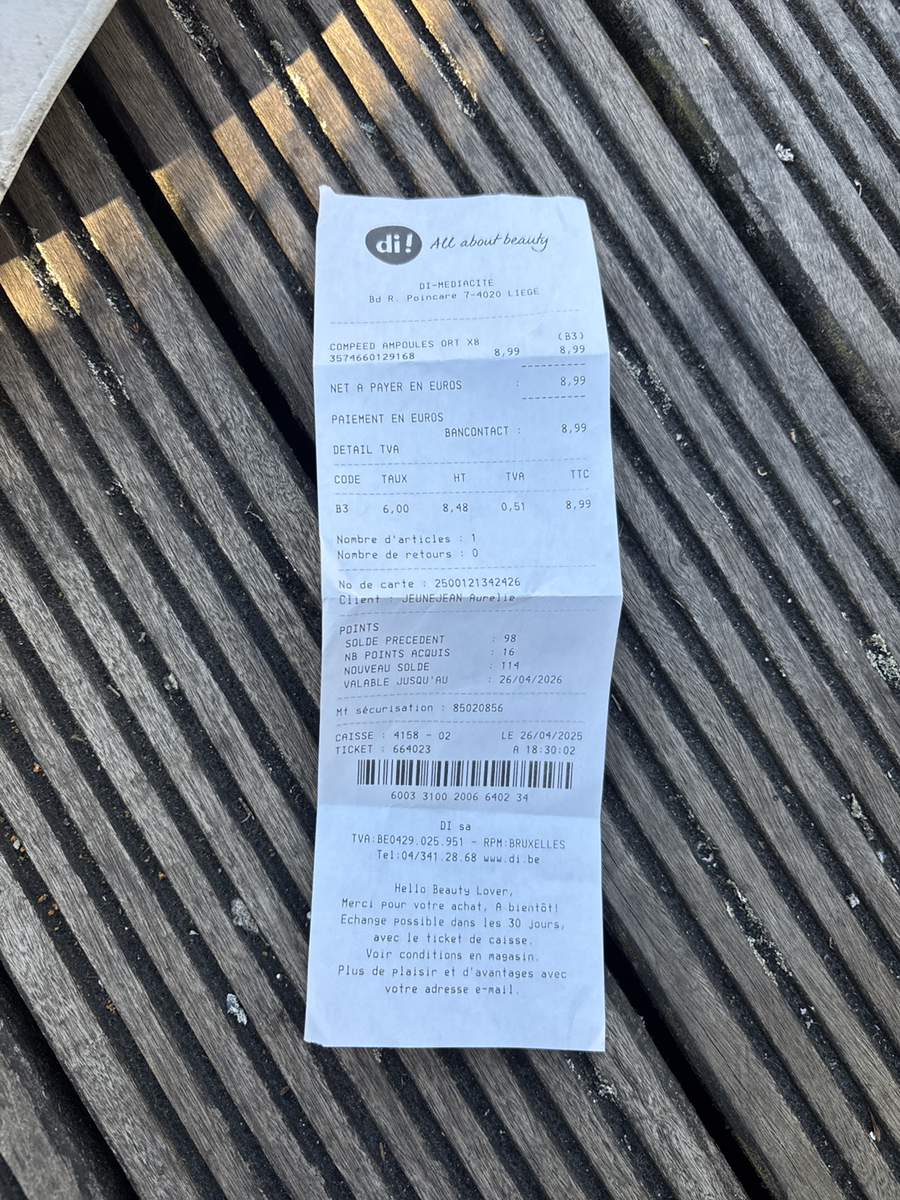 di! All about beauty
DI-MEDIACITE
Bd R. Poincare 7-4020 LIEGE
(B3)
COMPEED AMPOULES ORT X8
3574660129168 8,99 8,99
NET A PAYER EN EUROS : 8,99
PAIEMENT EN EUROS
BANCONTACT : 8,99
DETAIL TVA
CODE TAUX HT TVA TTC
B3 6,00 8,48 0,51 8,99
Nombre d'articles : 1
Nombre de retours : 0
No de carte : 2500121342426
Client : JEUNEJEAN Aurelie
POINTS
SOLDE PRECEDENT : 98
NB POINTS ACQUIS : 16
NOUVEAU SOLDE : 114
VALABLE JUSQU'AU : 26/04/2026
Mt sécurisation : 85020856
CAISSE : 4158 - 02 LE 26/04/2025
TICKET : 664023 A 18:30:02
6003 3100 2006 6402 34
DI sa
TVA:BE0429.025.951 - RPM:BRUXELLES
Tel:04/341.28.68 www.di.be
Hello Beauty Lover,
Merci pour votre achat, A bientôt!
Echange possible dans les 30 jours,
avec le ticket de caisse.
Voir conditions en magasin.
Plus de plaisir et d'avantages avec
votre adresse e-mail.